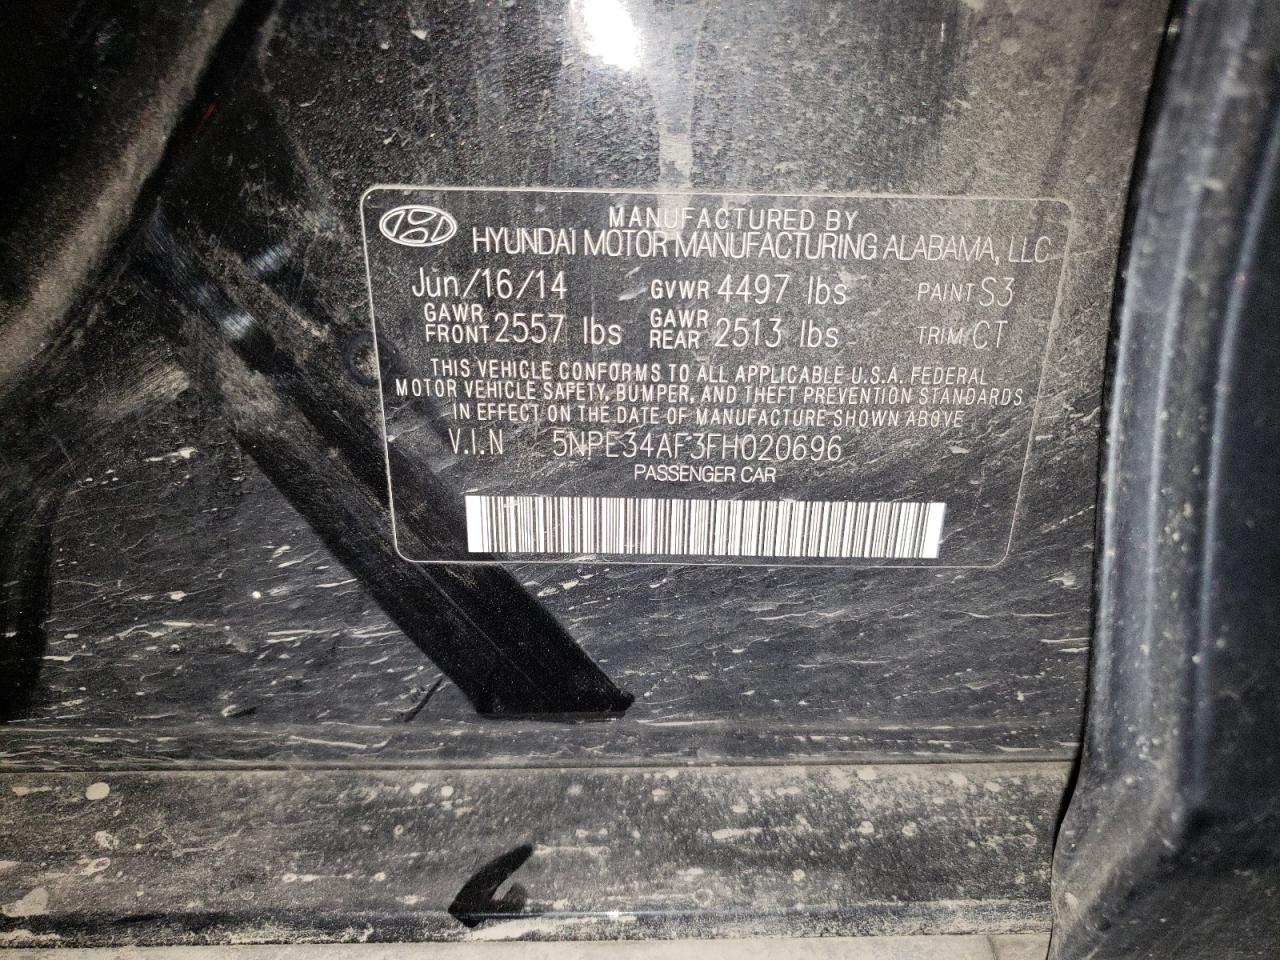 MANUFACTURED BY
HYUNDAI MOTOR MANUFACTURING ALABAMA, LLC
Jun/16/14 GVWR 4497 lbs PAINT S3
GAWR FRONT 2557 lbs GAWR REAR 2513 lbs TRIM CT
THIS VEHICLE CONFORMS TO ALL APPLICABLE U.S.A. FEDERAL
MOTOR VEHICLE SAFETY, BUMPER, AND THEFT PREVENTION STANDARDS
IN EFFECT ON THE DATE OF MANUFACTURE SHOWN ABOVE
V.I.N 5NPE34AF3FH020696
PASSENGER CAR